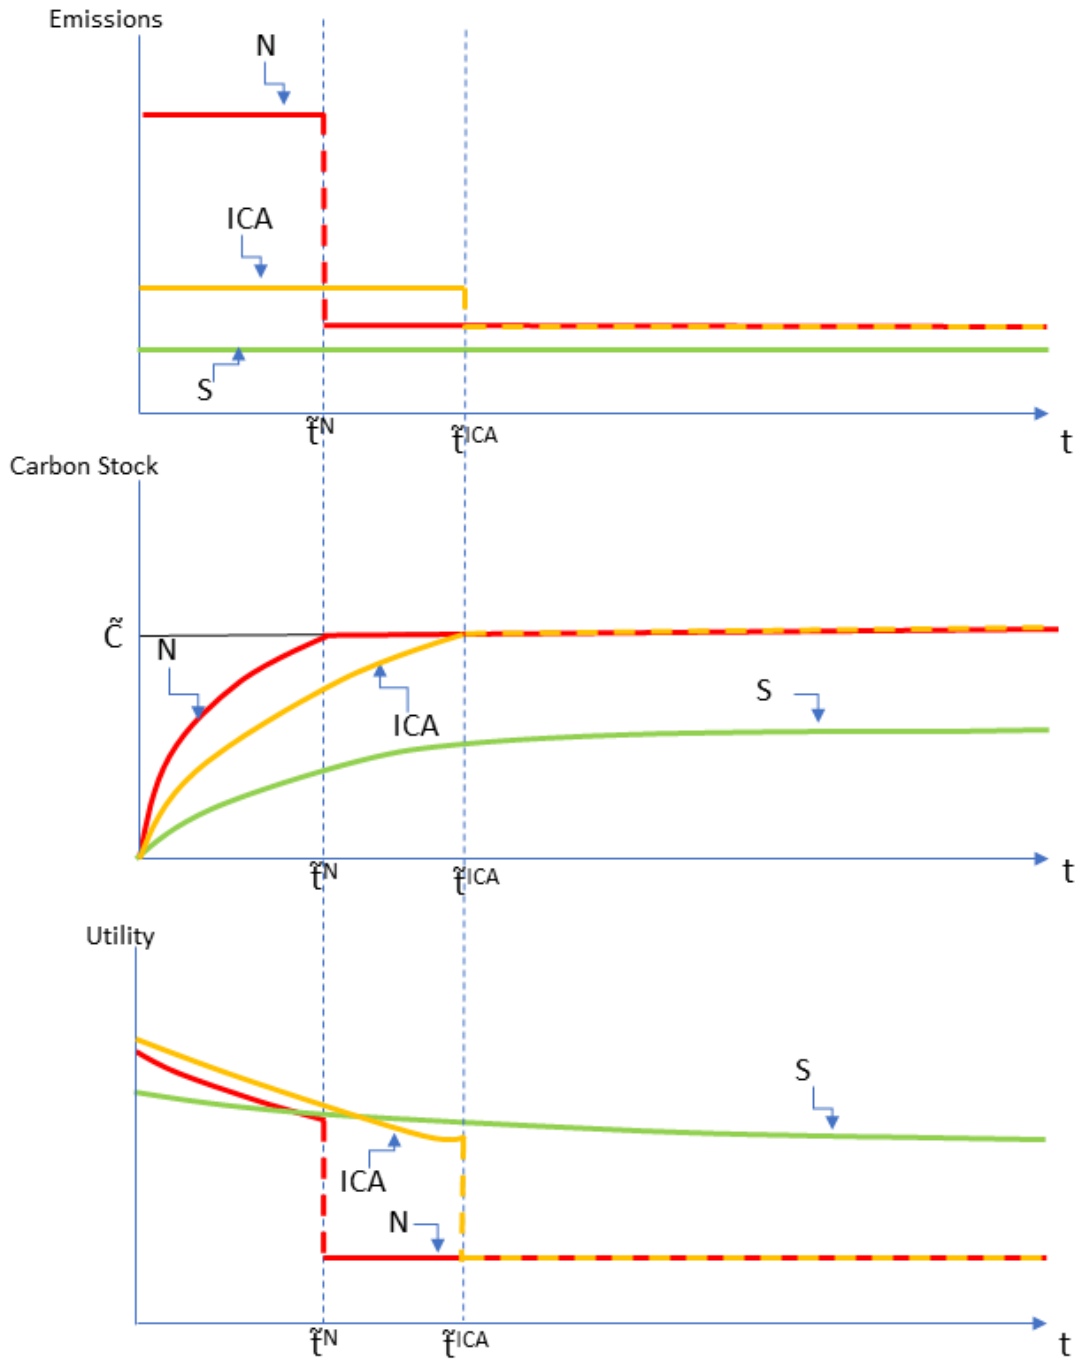 Emissions
N
ICA
S
t̃ᴺ
t̃ᴵᶜᴬ
t
Carbon Stock
C̃
N
ICA
S
t̃ᴺ
t̃ᴵᶜᴬ
t
Utility
S
ICA
N
t̃ᴺ
t̃ᴵᶜᴬ
t